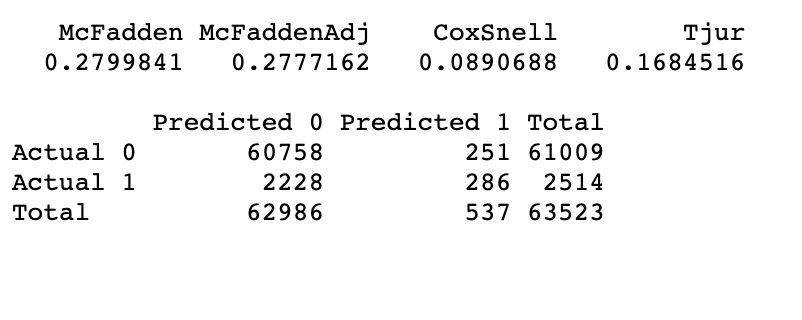 McFadden McFaddenAdj CoxSnell Tjur
0.2799841 0.2777162 0.0890688 0.1684516
Predicted 0 Predicted 1 Total
Actual 0 60758 251 61009
Actual 1 2228 286 2514
Total 62986 537 63523